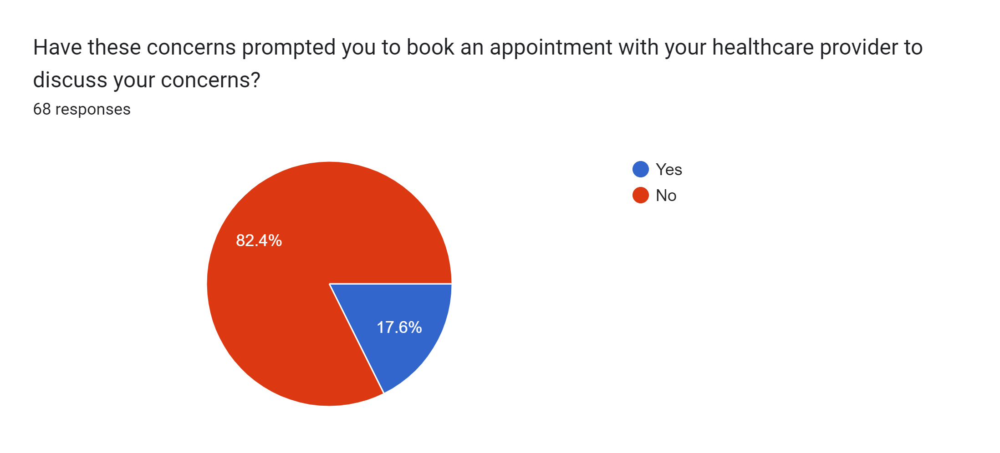 Have these concerns prompted you to book an appointment with your healthcare provider to
discuss your concerns?
68 responses
Yes
No
82.4%
17.6%